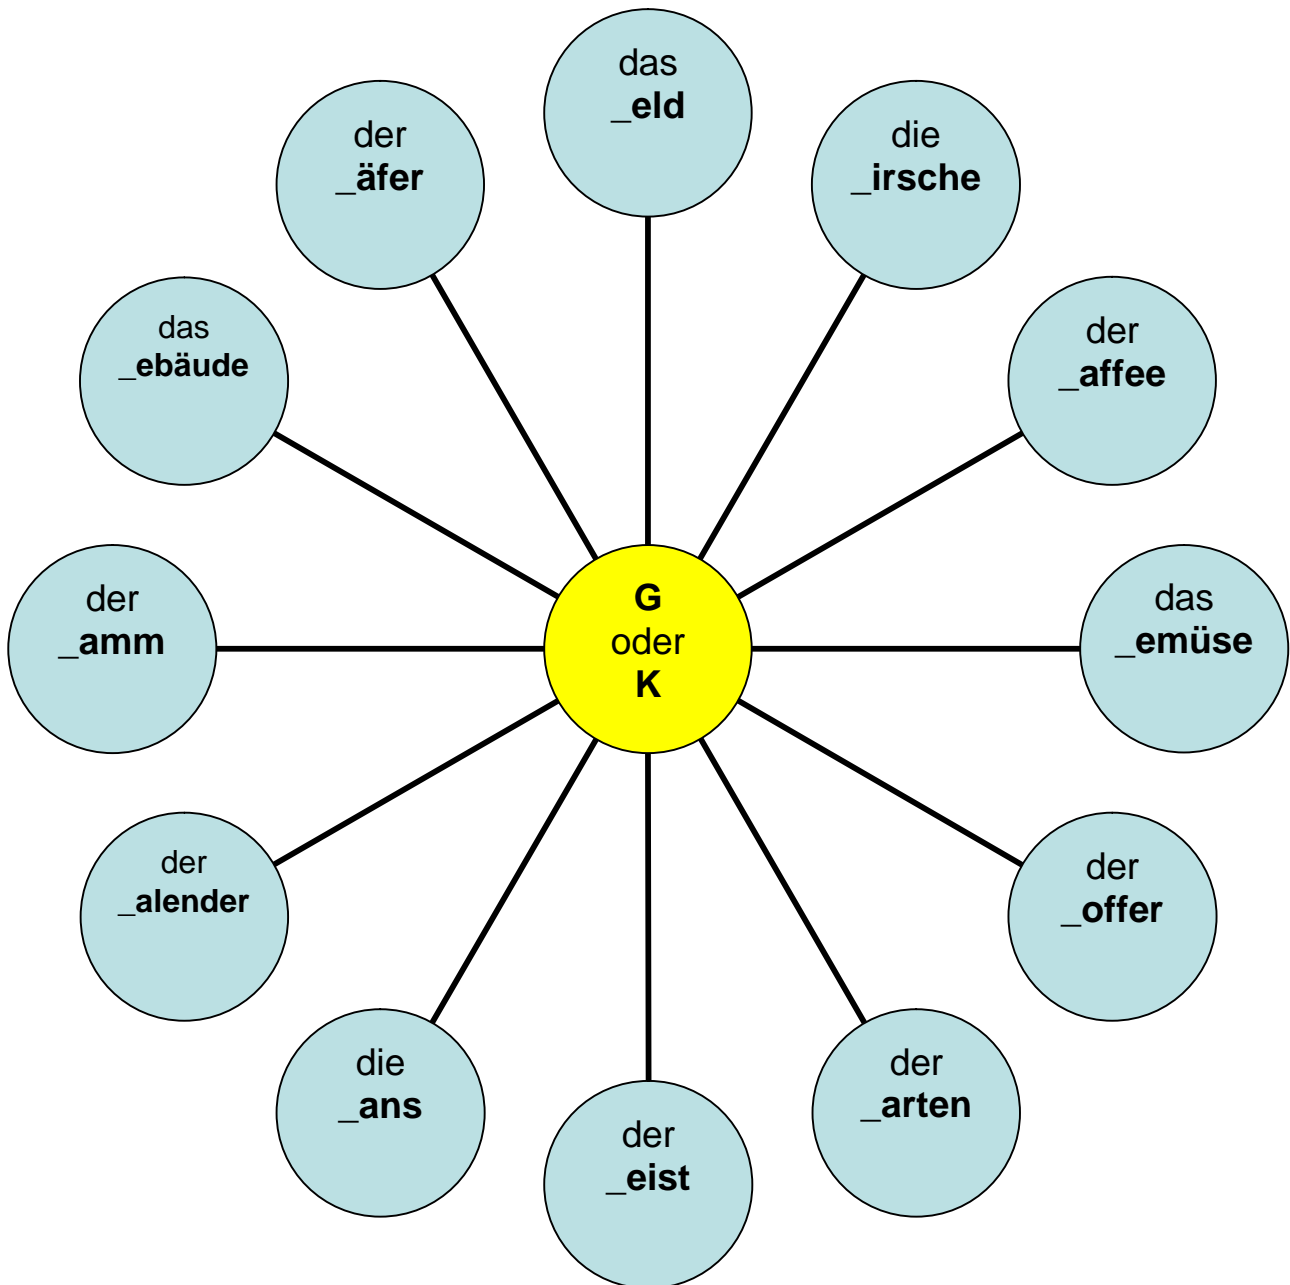 das
_eld
der
_äfer
die
_irsche
das
_ebäude
der
_affee
der
_amm
G
oder
K
das
_emüse
der
_alender
der
_offer
die
_ans
der
_arten
der
_eist